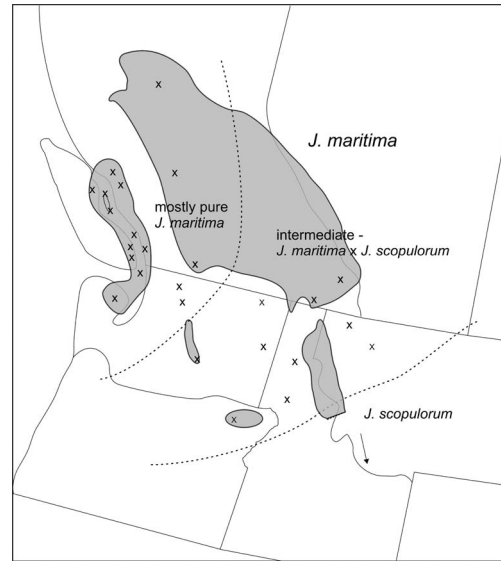 J. maritima
mostly pure
J. maritima
intermediate -
J. maritima x J. scopulorum
J. scopulorum